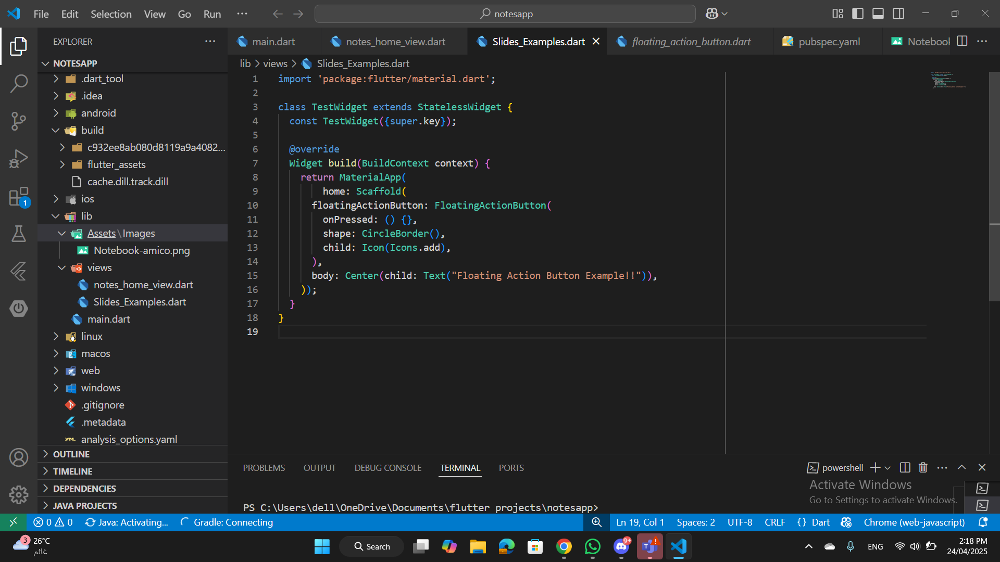 File Edit Selection View Go Run ···
notesapp
EXPLORER
NOTESAPP
.dart_tool
.idea
android
build
c932ee8ab080d8119a9a4082...
flutter_assets
cache.dill.track.dill
ios
lib
Assets\Images
Notebook-amico.png
views
notes_home_view.dart
Slides_Examples.dart
main.dart
linux
macos
web
windows
.gitignore
.metadata
analysis_options.yaml
OUTLINE
TIMELINE
DEPENDENCIES
JAVA PROJECTS
main.dart notes_home_view.dart Slides_Examples.dart floating_action_button.dart pubspec.yaml Notebook
lib > views > Slides_Examples.dart
1 import 'package:flutter/material.dart';
2
3 class TestWidget extends StatelessWidget {
4 const TestWidget({super.key});
5
6 @override
7 Widget build(BuildContext context) {
8 return MaterialApp(
9 home: Scaffold(
10 floatingActionButton: FloatingActionButton(
11 onPressed: () {},
12 shape: CircleBorder(),
13 child: Icon(Icons.add),
14 ),
15 body: Center(child: Text("Floating Action Button Example!!")),
16 ));
17 }
18 }
19
PROBLEMS OUTPUT DEBUG CONSOLE TERMINAL PORTS
powershell
PS C:\Users\dell\OneDrive\Documents\flutter projects\notesapp>
Activate Windows
Go to Settings to activate Windows.
0 0 Java: Activating... Gradle: Connecting
Ln 19, Col 1 Spaces: 2 UTF-8 CRLF {} Dart Chrome (web-javascript)
1
3
26°C
غائم
Search
9+
ENG
2:18 PM
24/04/2025